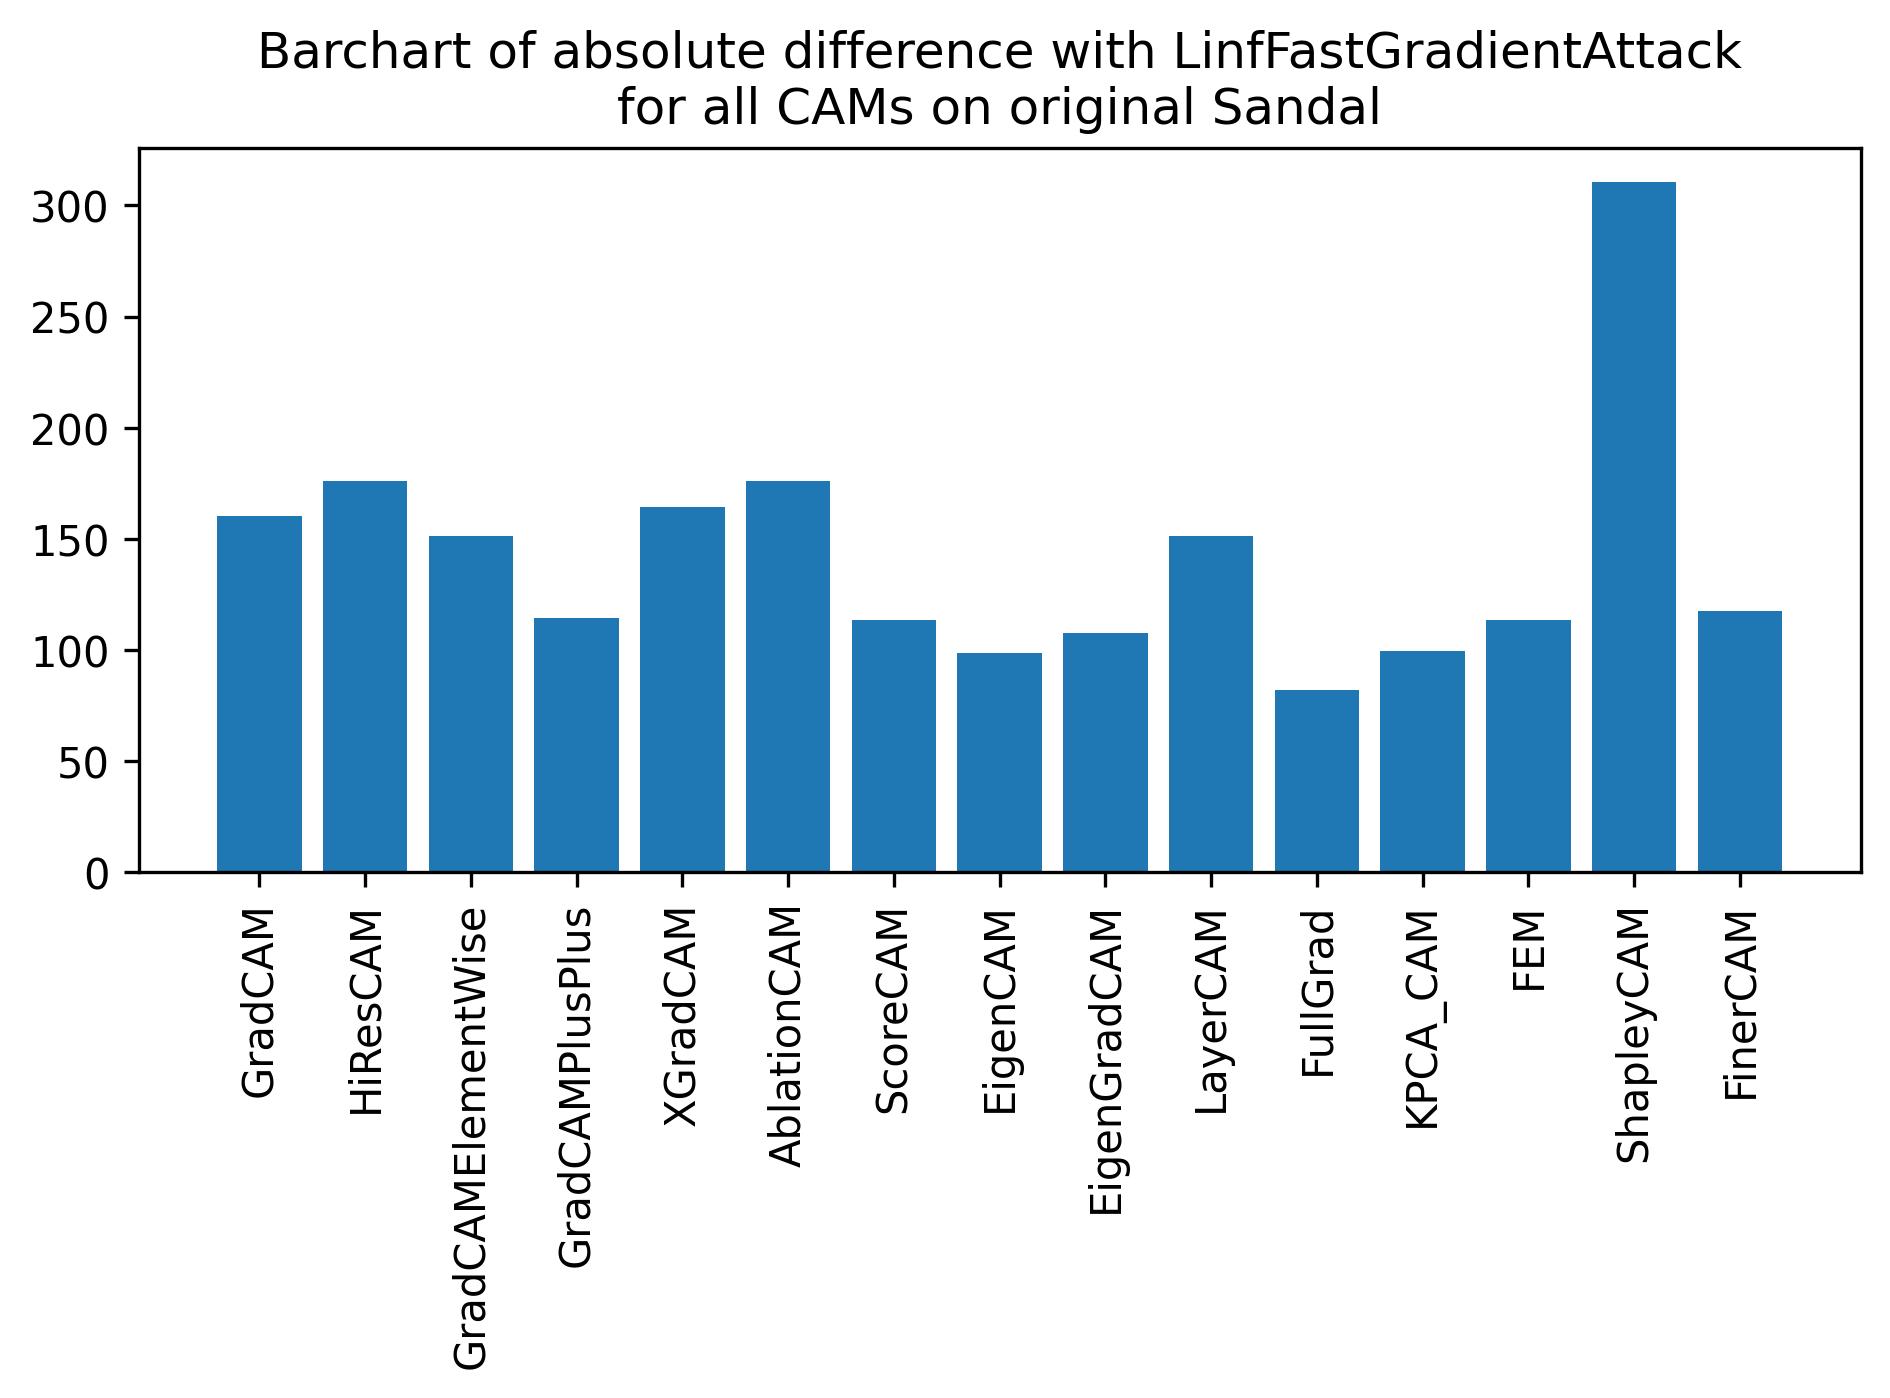 Barchart of absolute difference with LinfFastGradientAttack
for all CAMs on original Sandal
300
250
200
150
100
50
0
GradCAM
HiResCAM
GradCAMElementWise
GradCAMPlusPlus
XGradCAM
AblationCAM
ScoreCAM
EigenCAM
EigenGradCAM
LayerCAM
FullGrad
KPCA_CAM
FEM
ShapleyCAM
FinerCAM